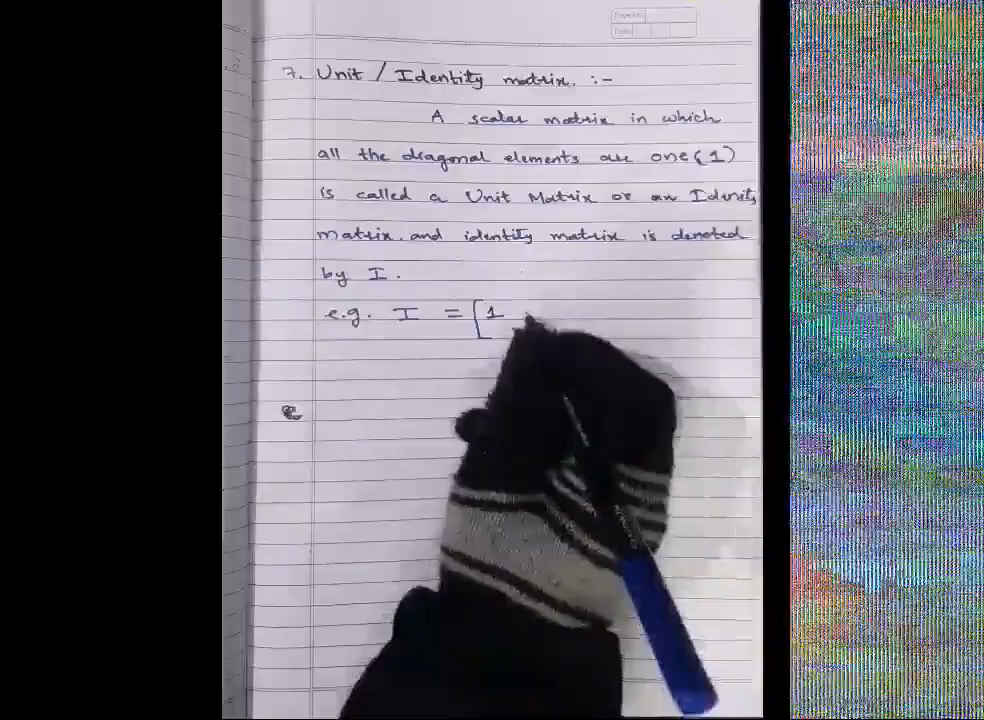 Page No.
Date
7. Unit / Identity matrix. :-
A scalar matrix in which
all the diagonal elements are one (1)
is called a Unit Matrix or an Identity
matrix. and identity matrix is denoted
by I.
e.g. I = [1